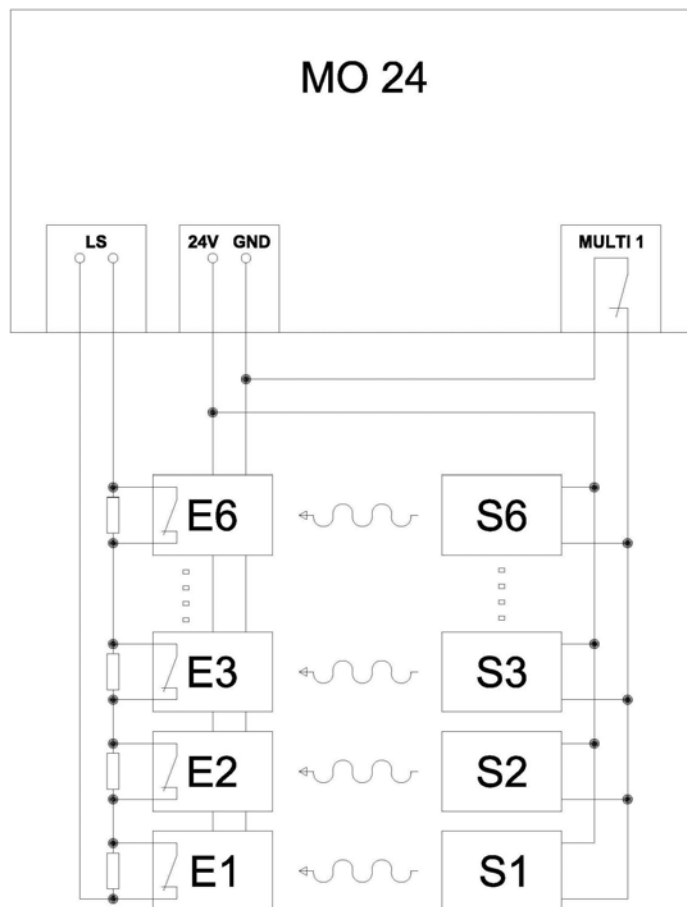 MO 24
LS
24V GND
MULTI 1
E6 S6
E3 S3
E2 S2
E1 S1